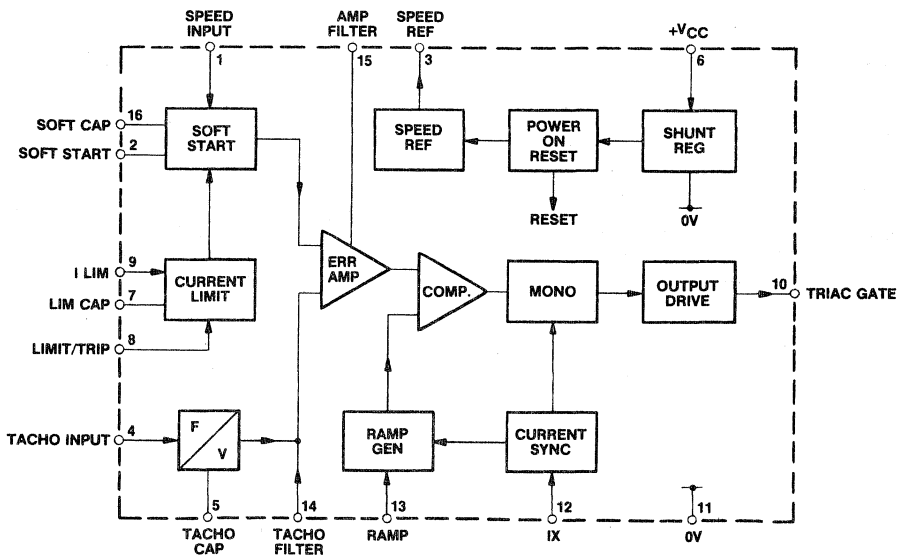 SPEED
INPUT
1
AMP
FILTER
15
SPEED
REF
3
+VCC
6
SOFT CAP
16
SOFT START
2
SOFT
START
SPEED
REF
POWER
ON
RESET
SHUNT
REG
RESET
0V
I LIM
9
LIM CAP
7
CURRENT
LIMIT
LIMIT/TRIP
8
ERR
AMP
COMP.
MONO
OUTPUT
DRIVE
10
TRIAC GATE
TACHO INPUT
4
F
V
RAMP
GEN
CURRENT
SYNC
5
TACHO
CAP
14
TACHO
FILTER
13
RAMP
12
IX
11
0V